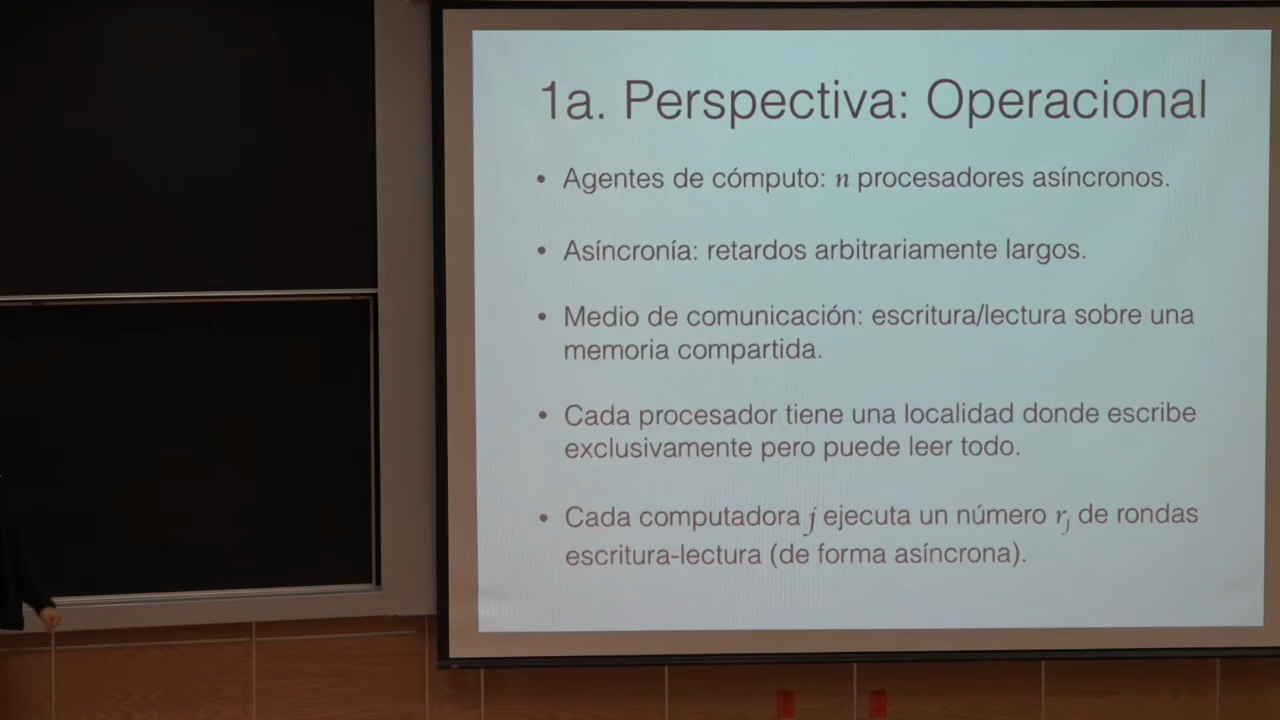 1a. Perspectiva: Operacional
• Agentes de cómputo: n procesadores asíncronos.
• Asíncronía: retardos arbitrariamente largos.
• Medio de comunicación: escritura/lectura sobre una
memoria compartida.
• Cada procesador tiene una localidad donde escribe
exclusivamente pero puede leer todo.
• Cada computadora j ejecuta un número rj de rondas
escritura-lectura (de forma asíncrona).